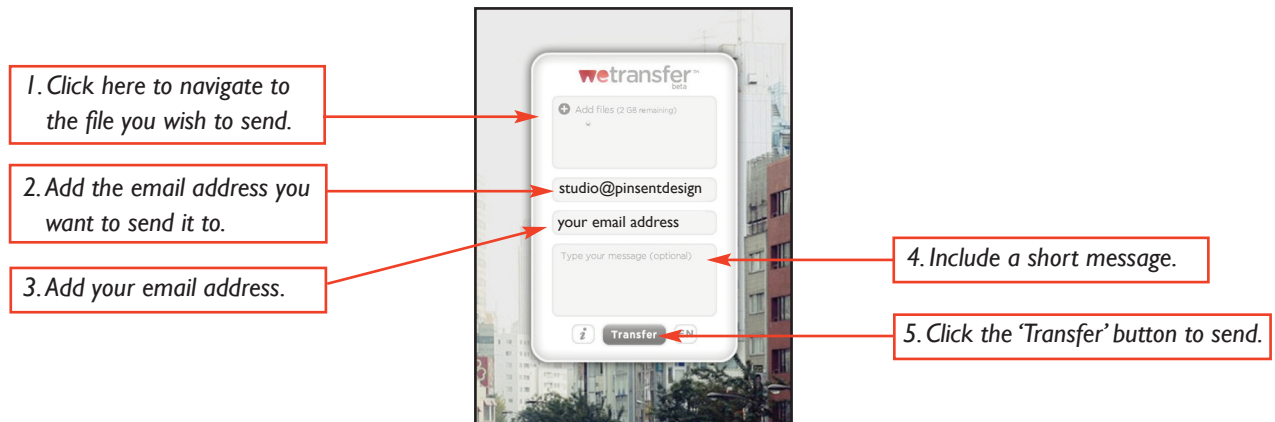 1. Click here to navigate to
the file you wish to send.
2. Add the email address you
want to send it to.
3. Add your email address.
wetransfer™
beta
Add files (2 GB remaining)
studio@pinsentdesign
your email address
Type your message (optional)
i Transfer EN
4. Include a short message.
5. Click the ‘Transfer’ button to send.